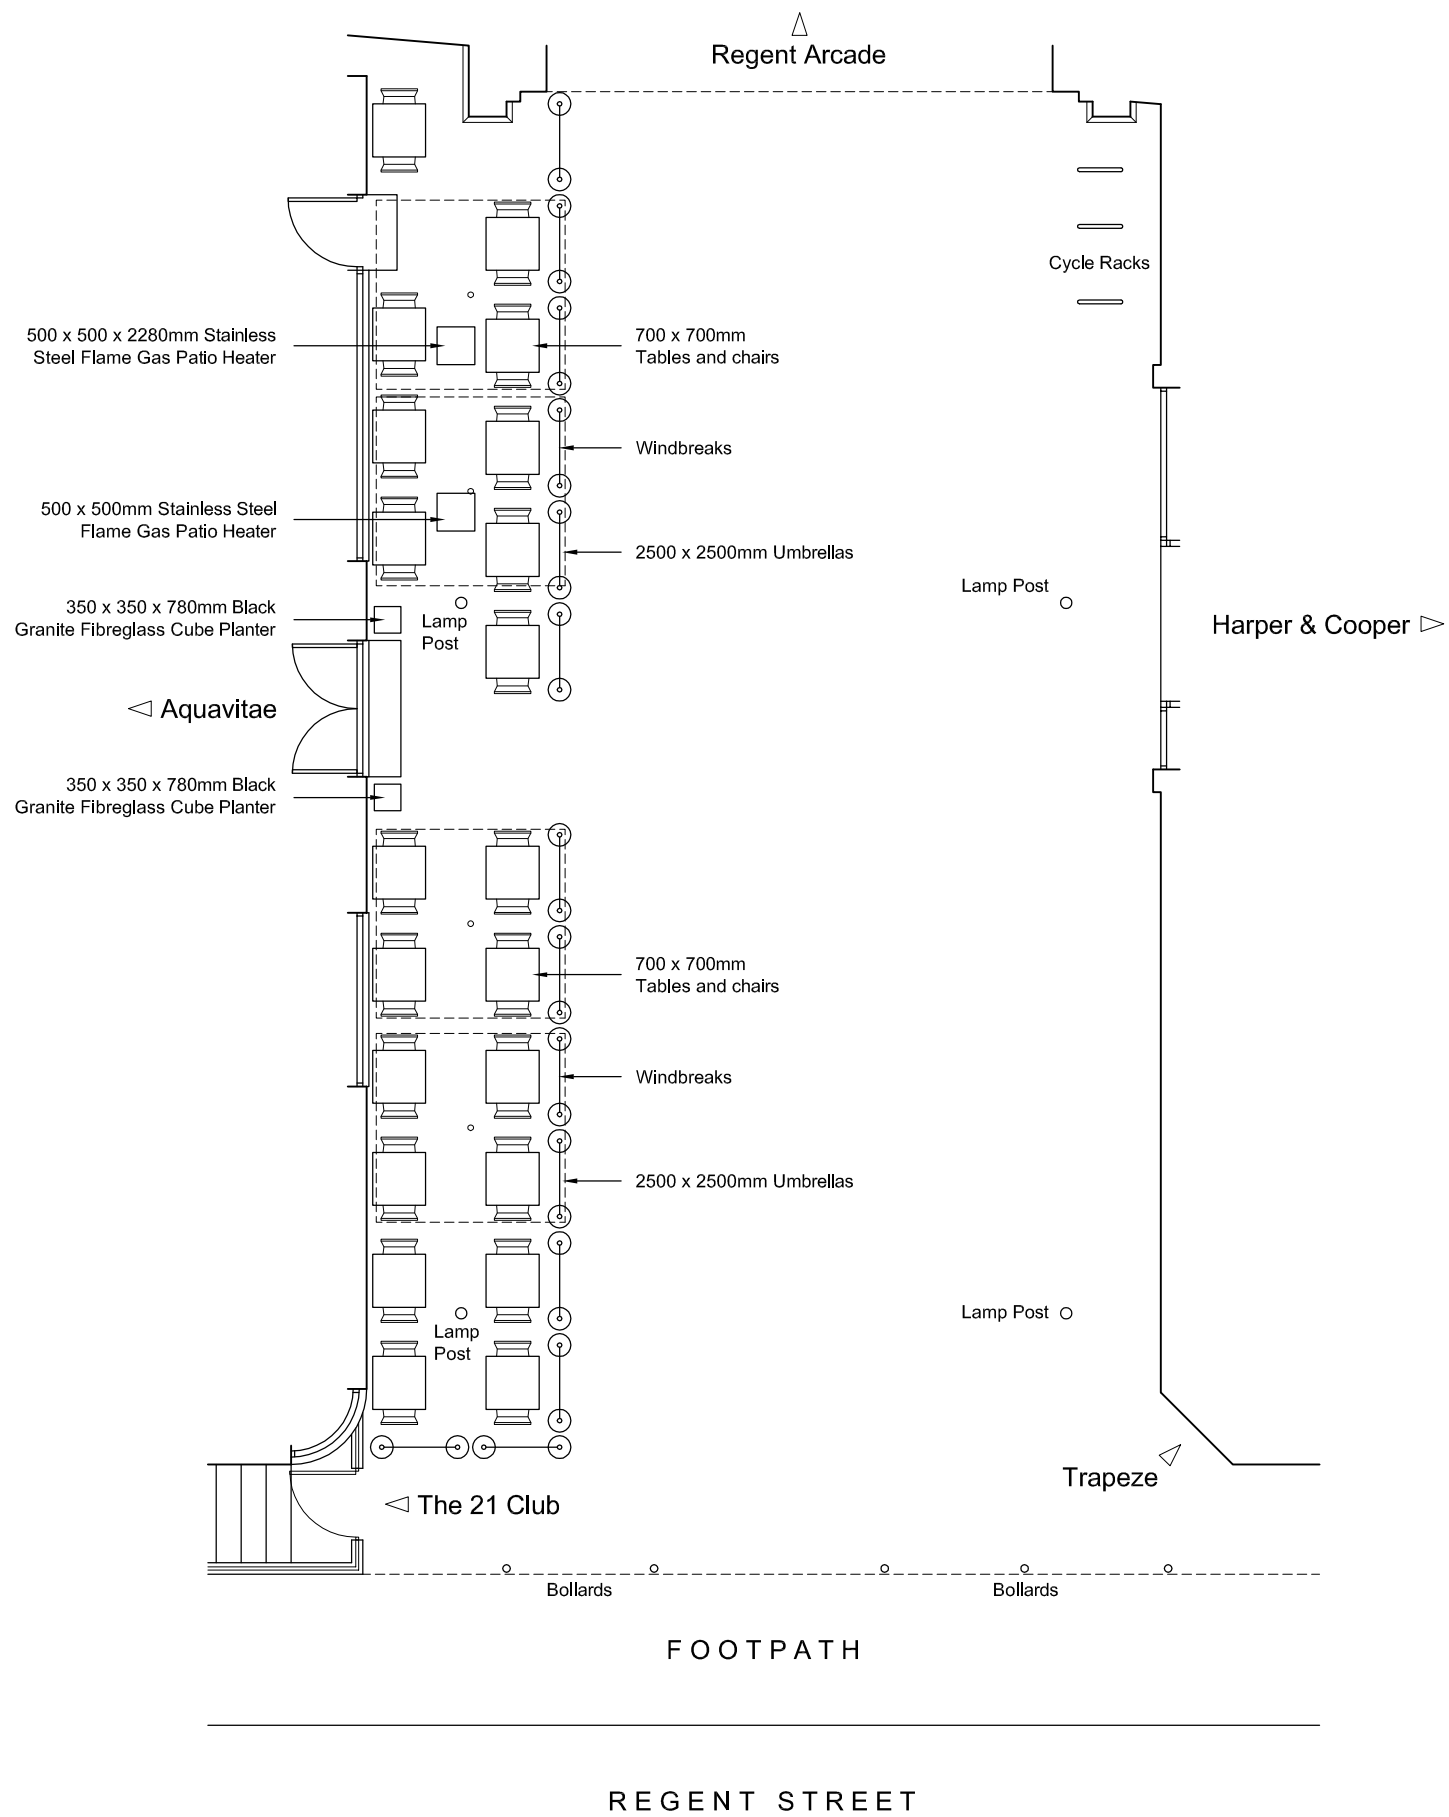 Regent Arcade
Cycle Racks
500 x 500 x 2280mm Stainless
Steel Flame Gas Patio Heater
700 x 700mm
Tables and chairs
Windbreaks
500 x 500mm Stainless Steel
Flame Gas Patio Heater
2500 x 2500mm Umbrellas
Lamp Post
350 x 350 x 780mm Black
Granite Fibreglass Cube Planter
Lamp
Post
Harper & Cooper
Aquavitae
350 x 350 x 780mm Black
Granite Fibreglass Cube Planter
700 x 700mm
Tables and chairs
Windbreaks
2500 x 2500mm Umbrellas
Lamp Post
Lamp
Post
Trapeze
The 21 Club
Bollards
Bollards
FOOTPATH
REGENT STREET